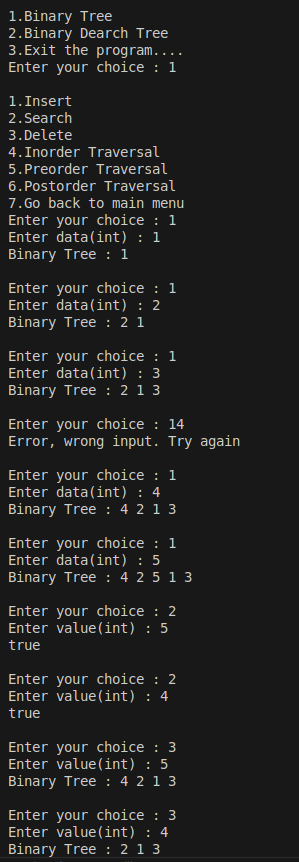 1.Binary Tree
2.Binary Dearch Tree
3.Exit the program....
Enter your choice : 1
1.Insert
2.Search
3.Delete
4.Inorder Traversal
5.Preorder Traversal
6.Postorder Traversal
7.Go back to main menu
Enter your choice : 1
Enter data(int) : 1
Binary Tree : 1
Enter your choice : 1
Enter data(int) : 2
Binary Tree : 2 1
Enter your choice : 1
Enter data(int) : 3
Binary Tree : 2 1 3
Enter your choice : 14
Error, wrong input. Try again
Enter your choice : 1
Enter data(int) : 4
Binary Tree : 4 2 1 3
Enter your choice : 1
Enter data(int) : 5
Binary Tree : 4 2 5 1 3
Enter your choice : 2
Enter value(int) : 5
true
Enter your choice : 2
Enter value(int) : 4
true
Enter your choice : 3
Enter value(int) : 5
Binary Tree : 4 2 1 3
Enter your choice : 3
Enter value(int) : 4
Binary Tree : 2 1 3